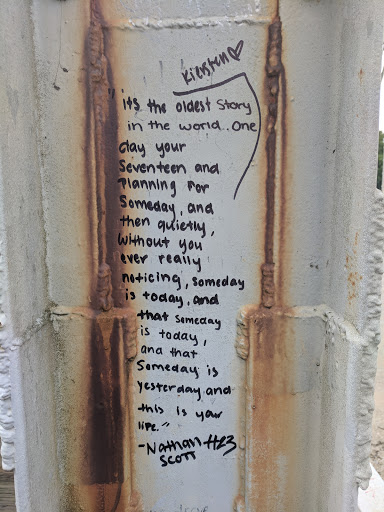 Kiersten♡
"its the oldest Story
in the world.. One
day your
Seventeen and
Planning For
Someday, and
then quietly,
without you
ever really
noticing, someday
is today, and
that someday
is today,
and that
Someday is
yesterday and
this is your
life."
-Nathan #23
SCOTT